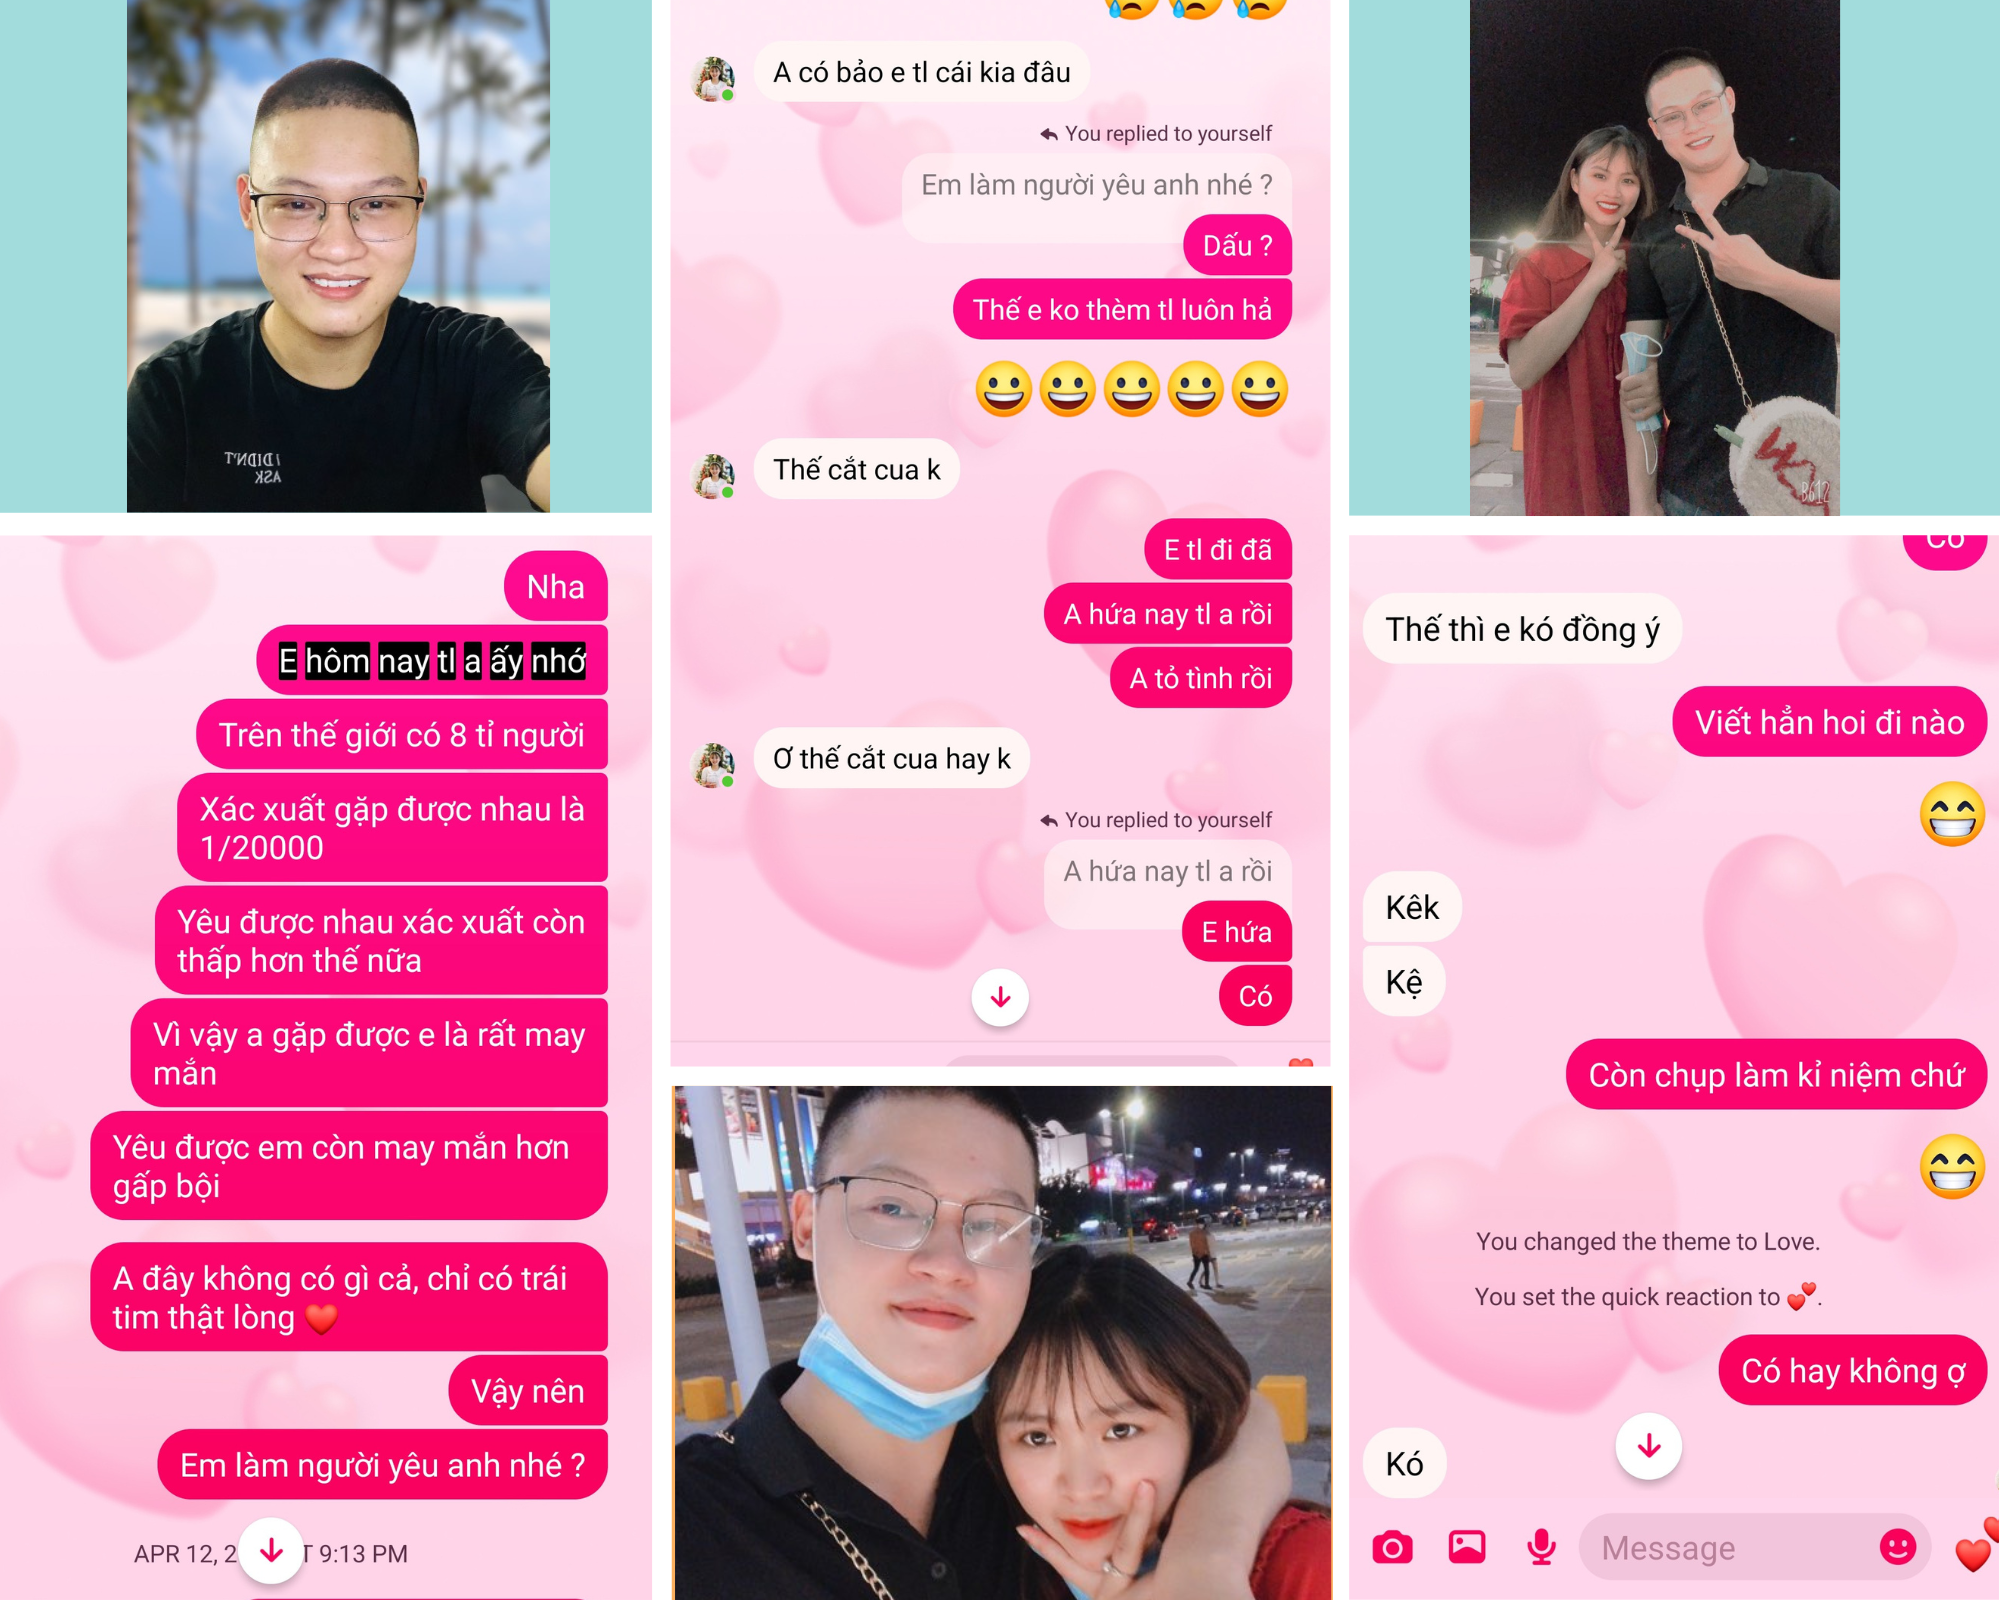 I DIDN'T
ASK
Nha
E hôm nay tl a ấy nhớ
Trên thế giới có 8 tỉ người
Xác xuất gặp được nhau là
1/20000
Yêu được nhau xác xuất còn
thấp hơn thế nữa
Vì vậy a gặp được e là rất may
mắn
Yêu được em còn may mắn hơn
gấp bội
A đây không có gì cả, chỉ có trái
tim thật lòng ❤️
Vậy nên
Em làm người yêu anh nhé ?
APR 12, 2 T 9:13 PM
A có bảo e tl cái kia đâu
You replied to yourself
Em làm người yêu anh nhé ?
Dấu ?
Thế e ko thèm tl luôn hả
😀😀😀😀😀
Thế cắt cua k
E tl đi đã
A hứa nay tl a rồi
A tỏ tình rồi
Ơ thế cắt cua hay k
You replied to yourself
A hứa nay tl a rồi
E hứa
Có
B612
Có
Thế thì e kó đồng ý
Viết hẳn hoi đi nào
😁
Kêk
Kệ
Còn chụp làm kỉ niệm chứ
😁
You changed the theme to Love.
You set the quick reaction to 💕.
Có hay không ợ
Kó
Message